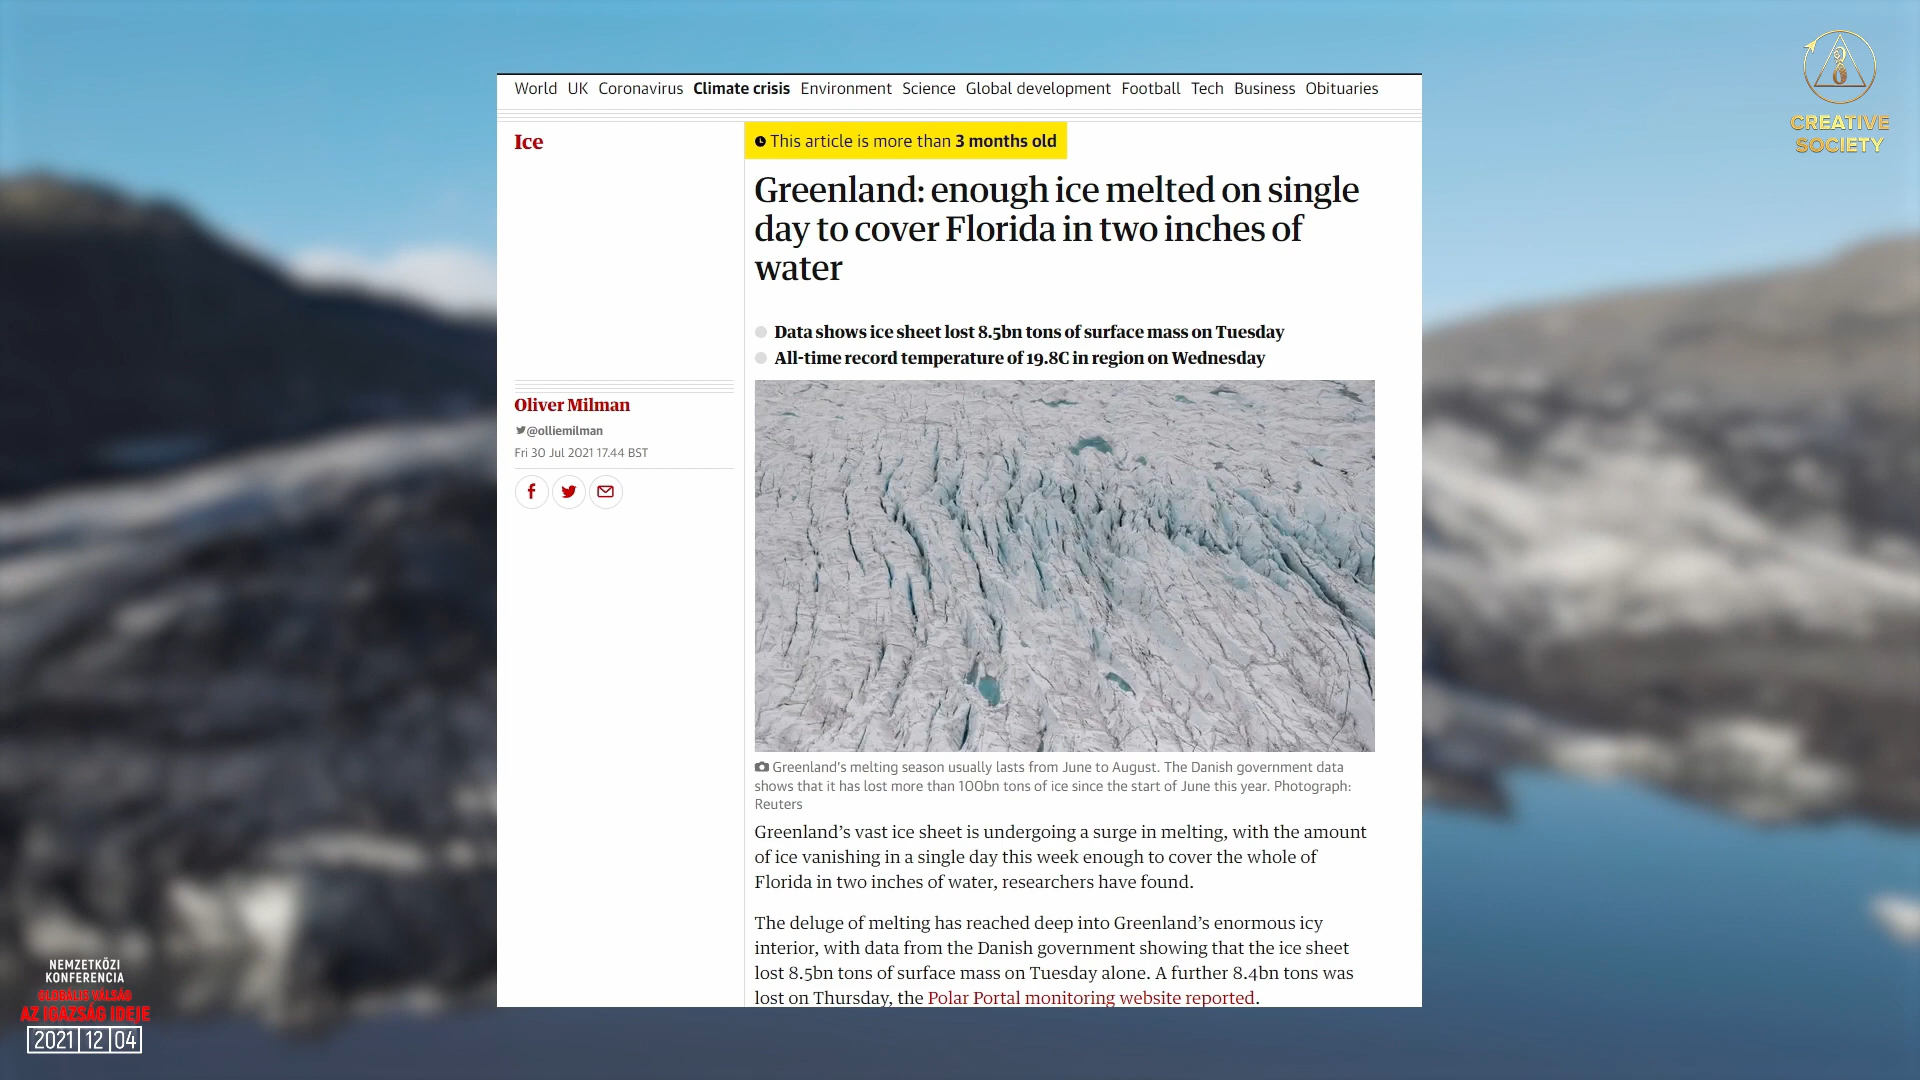 World UK Coronavirus Climate crisis Environment Science Global development Football Tech Business Obituaries
Ice
This article is more than 3 months old
Greenland: enough ice melted on single
day to cover Florida in two inches of
water
Data shows ice sheet lost 8.5bn tons of surface mass on Tuesday
All-time record temperature of 19.8C in region on Wednesday
Oliver Milman
@olliemilman
Fri 30 Jul 2021 17.44 BST
Greenland's melting season usually lasts from June to August. The Danish government data
shows that it has lost more than 100bn tons of ice since the start of June this year. Photograph:
Reuters
Greenland’s vast ice sheet is undergoing a surge in melting, with the amount
of ice vanishing in a single day this week enough to cover the whole of
Florida in two inches of water, researchers have found.
The deluge of melting has reached deep into Greenland’s enormous icy
interior, with data from the Danish government showing that the ice sheet
lost 8.5bn tons of surface mass on Tuesday alone. A further 8.4bn tons was
lost on Thursday, the Polar Portal monitoring website reported.
CREATIVE
SOCIETY
NEMZETKÖZI
KONFERENCIA
GLOBÁLIS VÁLSÁG
AZ IGAZSÁG IDEJE
2021 12 04